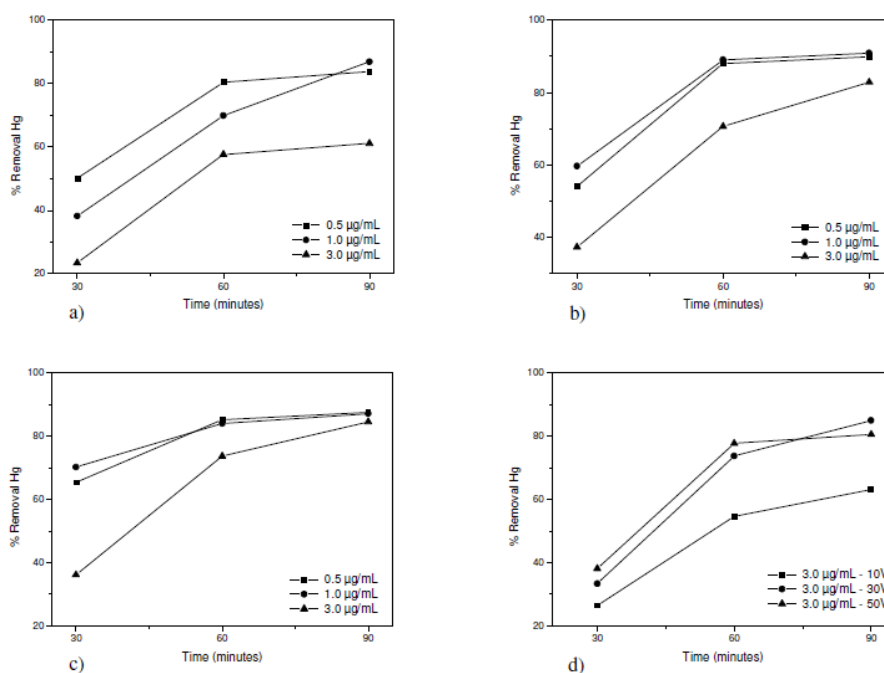 100
80
60
40
20
% Removal Hg
0.5 µg/mL
1.0 µg/mL
3.0 µg/mL
30
60
90
Time (minutes)
a)
100
80
60
40
% Removal Hg
0.5 µg/mL
1.0 µg/mL
3.0 µg/mL
30
60
90
Time (minutes)
b)
100
80
60
40
20
% Removal Hg
0.5 µg/mL
1.0 µg/mL
3.0 µg/mL
30
60
90
Time (minutes)
c)
100
80
60
40
20
% Removal Hg
3.0 µg/mL - 10V
3.0 µg/mL - 30V
3.0 µg/mL - 50V
30
60
90
Time (minutes)
d)